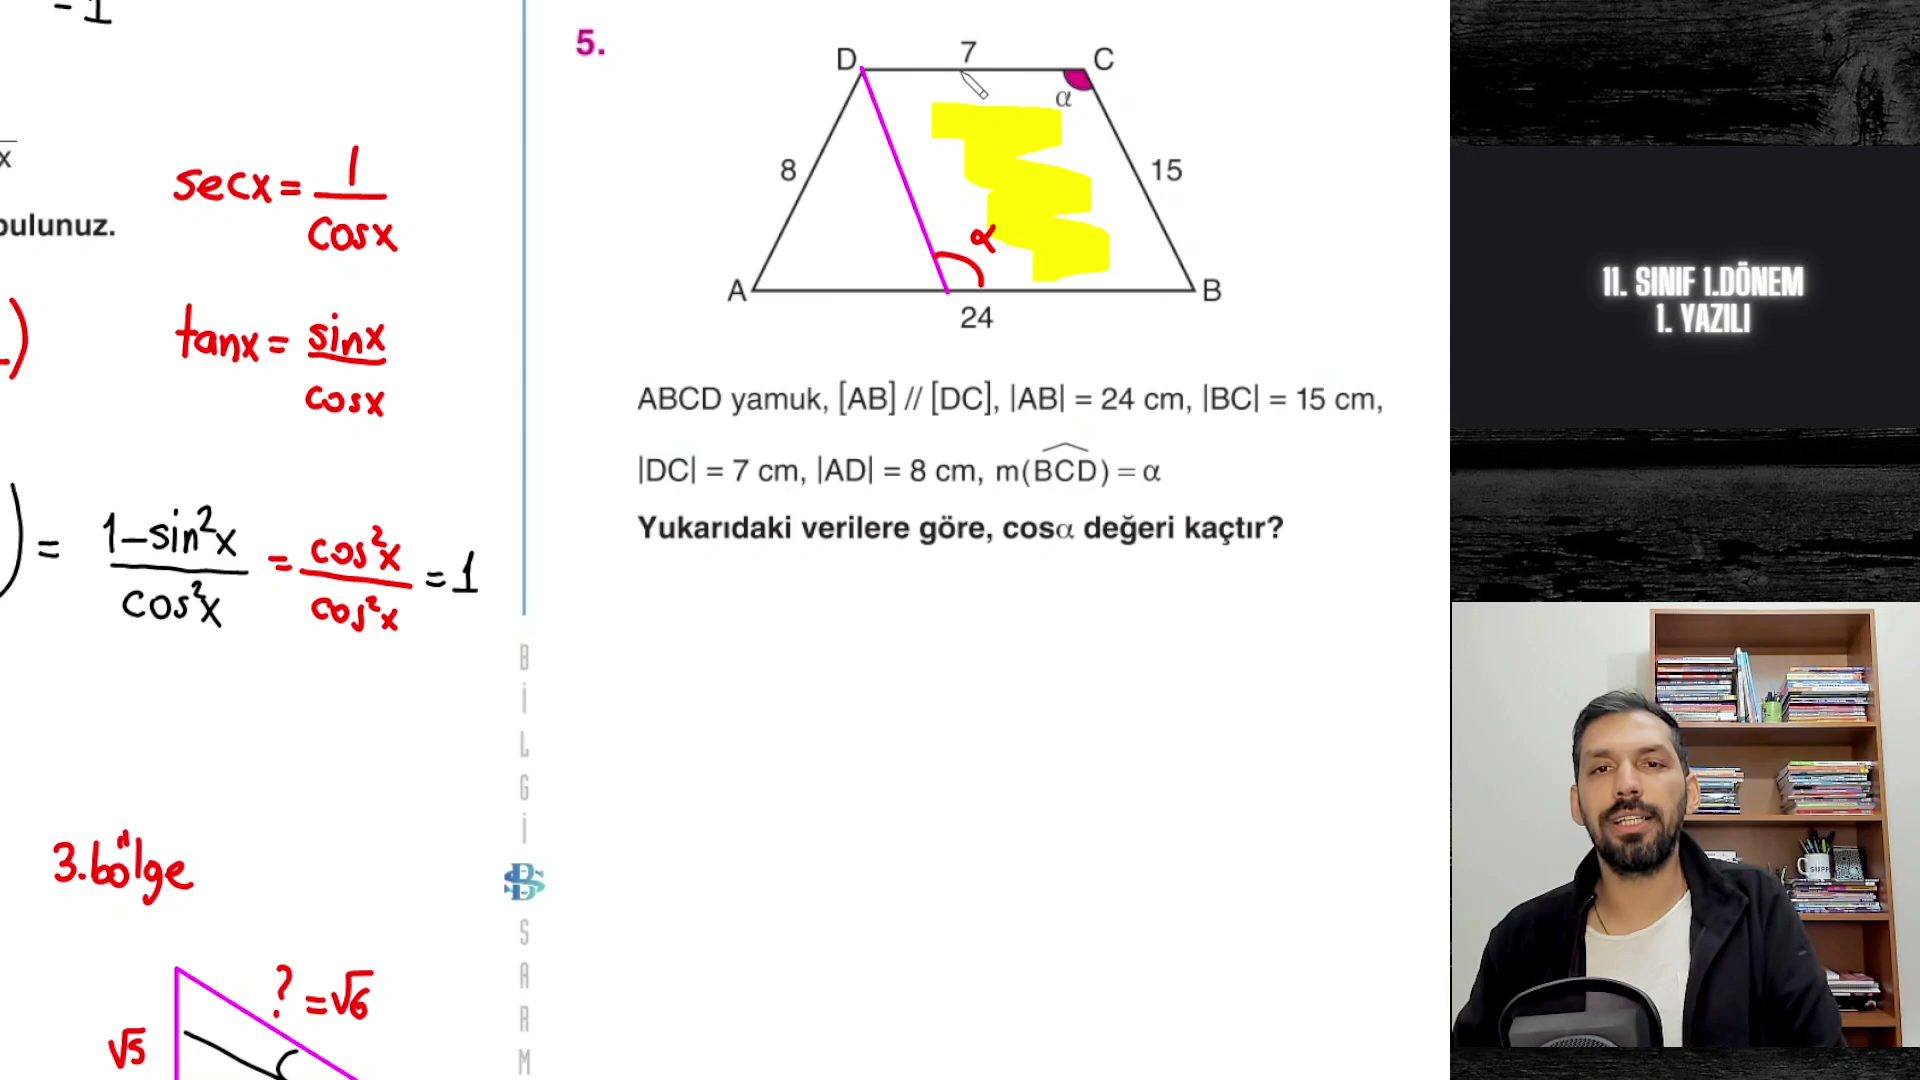 - 1
x
bulunuz.
secx = 1/cosx
tanx = sinx/cosx
= 1-sin²x/cos²x = cos²x/cos²x = 1
3.bölge
? = √6
√5
BİLGİ SARM
5.
D 7 C
α
8 15
α
A B
24
ABCD yamuk, [AB] // [DC], |AB| = 24 cm, |BC| = 15 cm,
|DC| = 7 cm, |AD| = 8 cm, m(BCD) = α
Yukarıdaki verilere göre, cosα değeri kaçtır?
11. SINIF 1.DÖNEM
1. YAZILI
SUPP